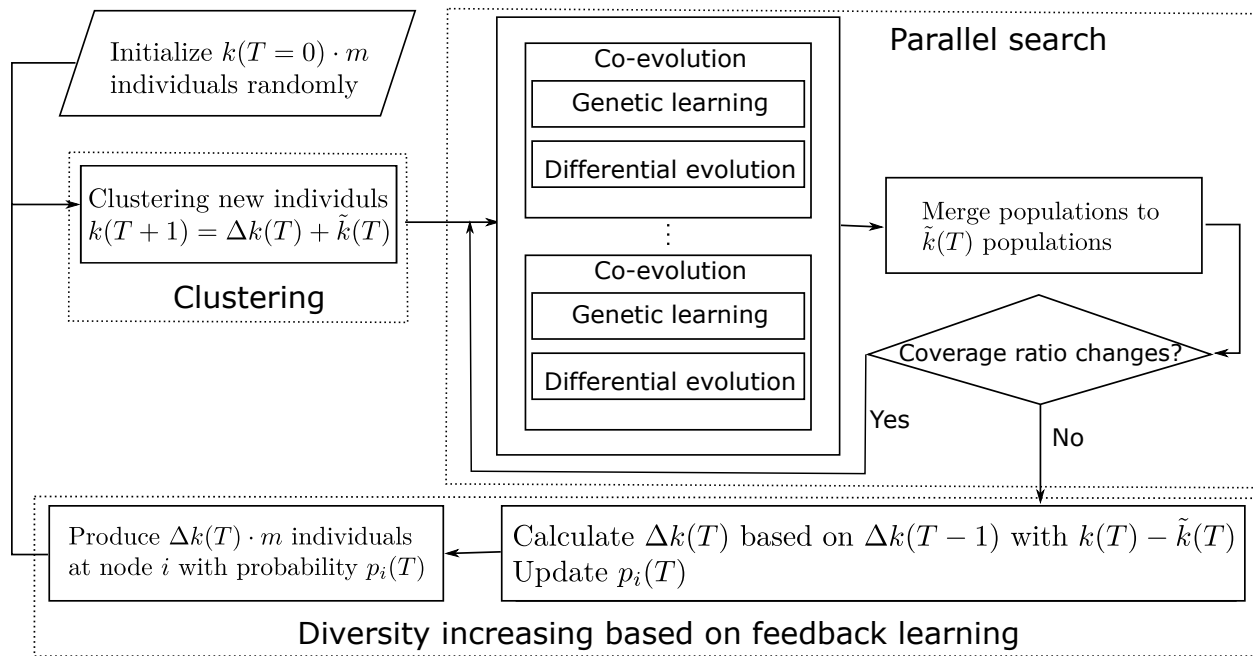 Initialize k(T = 0) · m
individuals randomly
Clustering new individuls
k(T + 1) = Δk(T) + k̃(T)
Clustering
Parallel search
Co-evolution
Genetic learning
Differential evolution
⋮
Co-evolution
Genetic learning
Differential evolution
Merge populations to
k̃(T) populations
Coverage ratio changes?
Yes
No
Produce Δk(T) · m individuals
at node i with probability pᵢ(T)
Calculate Δk(T) based on Δk(T − 1) with k(T) − k̃(T)
Update pᵢ(T)
Diversity increasing based on feedback learning